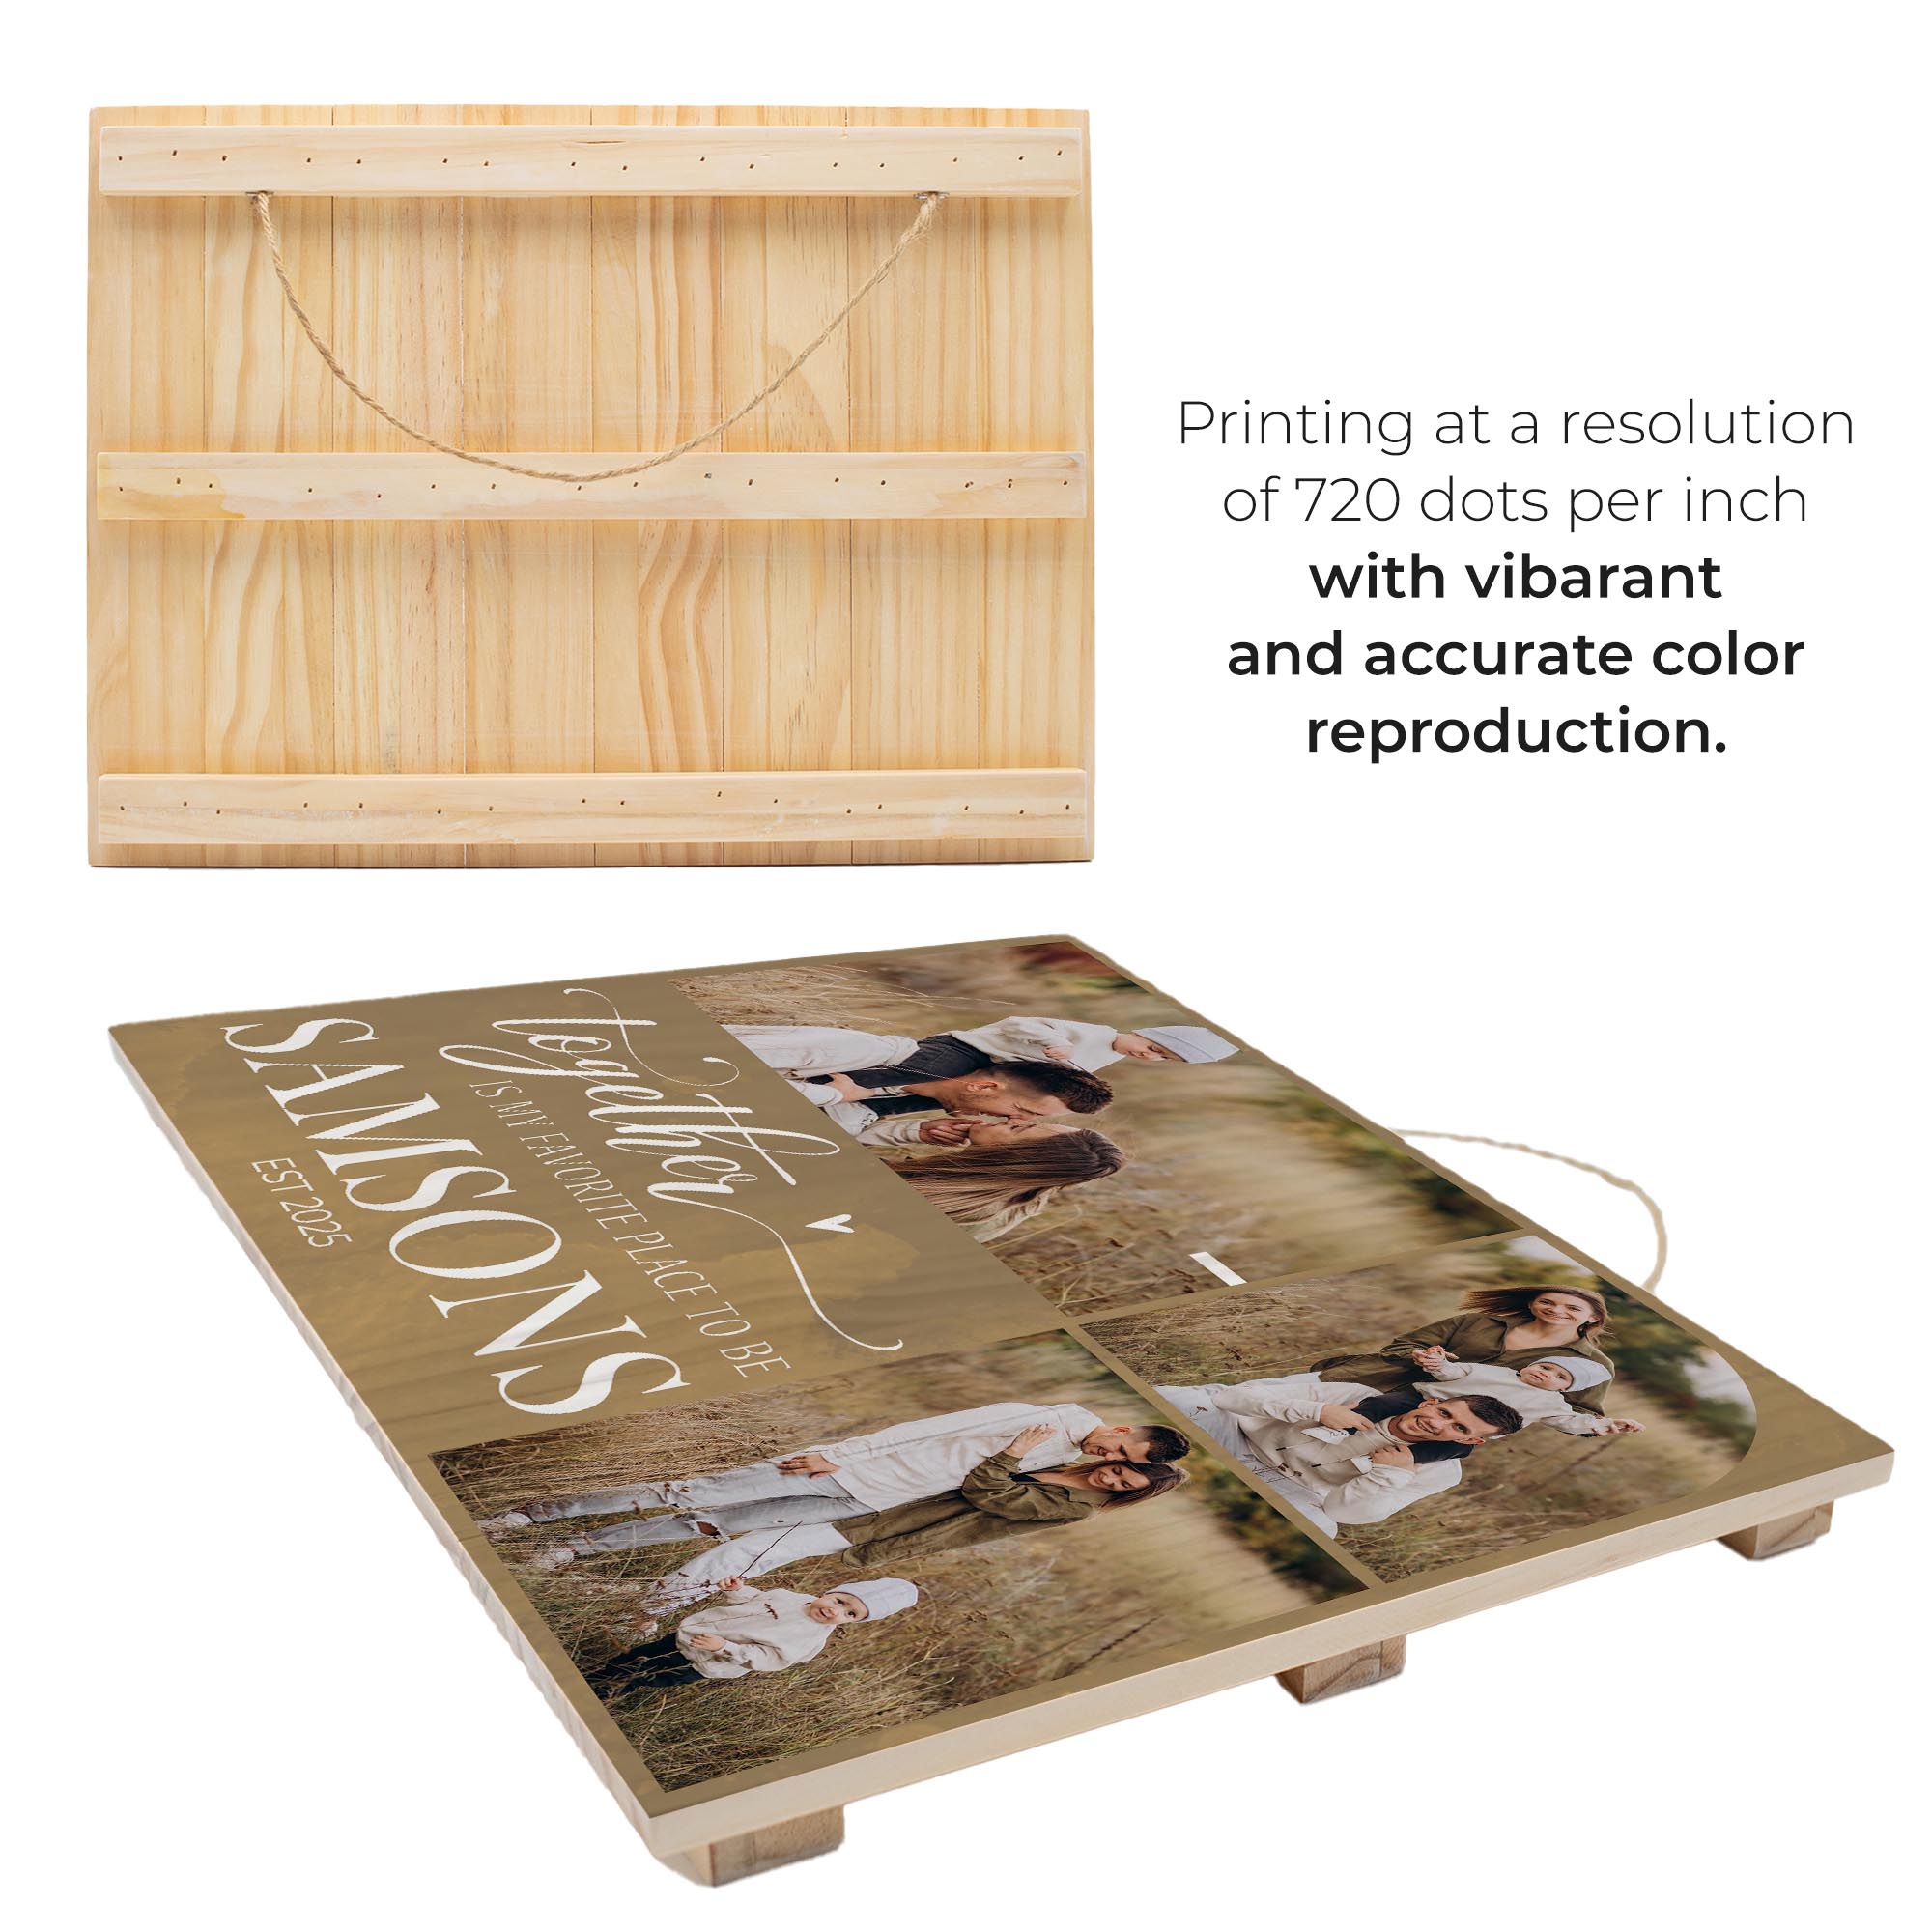 Printing at a resolution
of 720 dots per inch
with vibarant
and accurate color
reproduction.
together
IS MY FAVORITE PLACE TO BE
SAMSONS
EST 2025